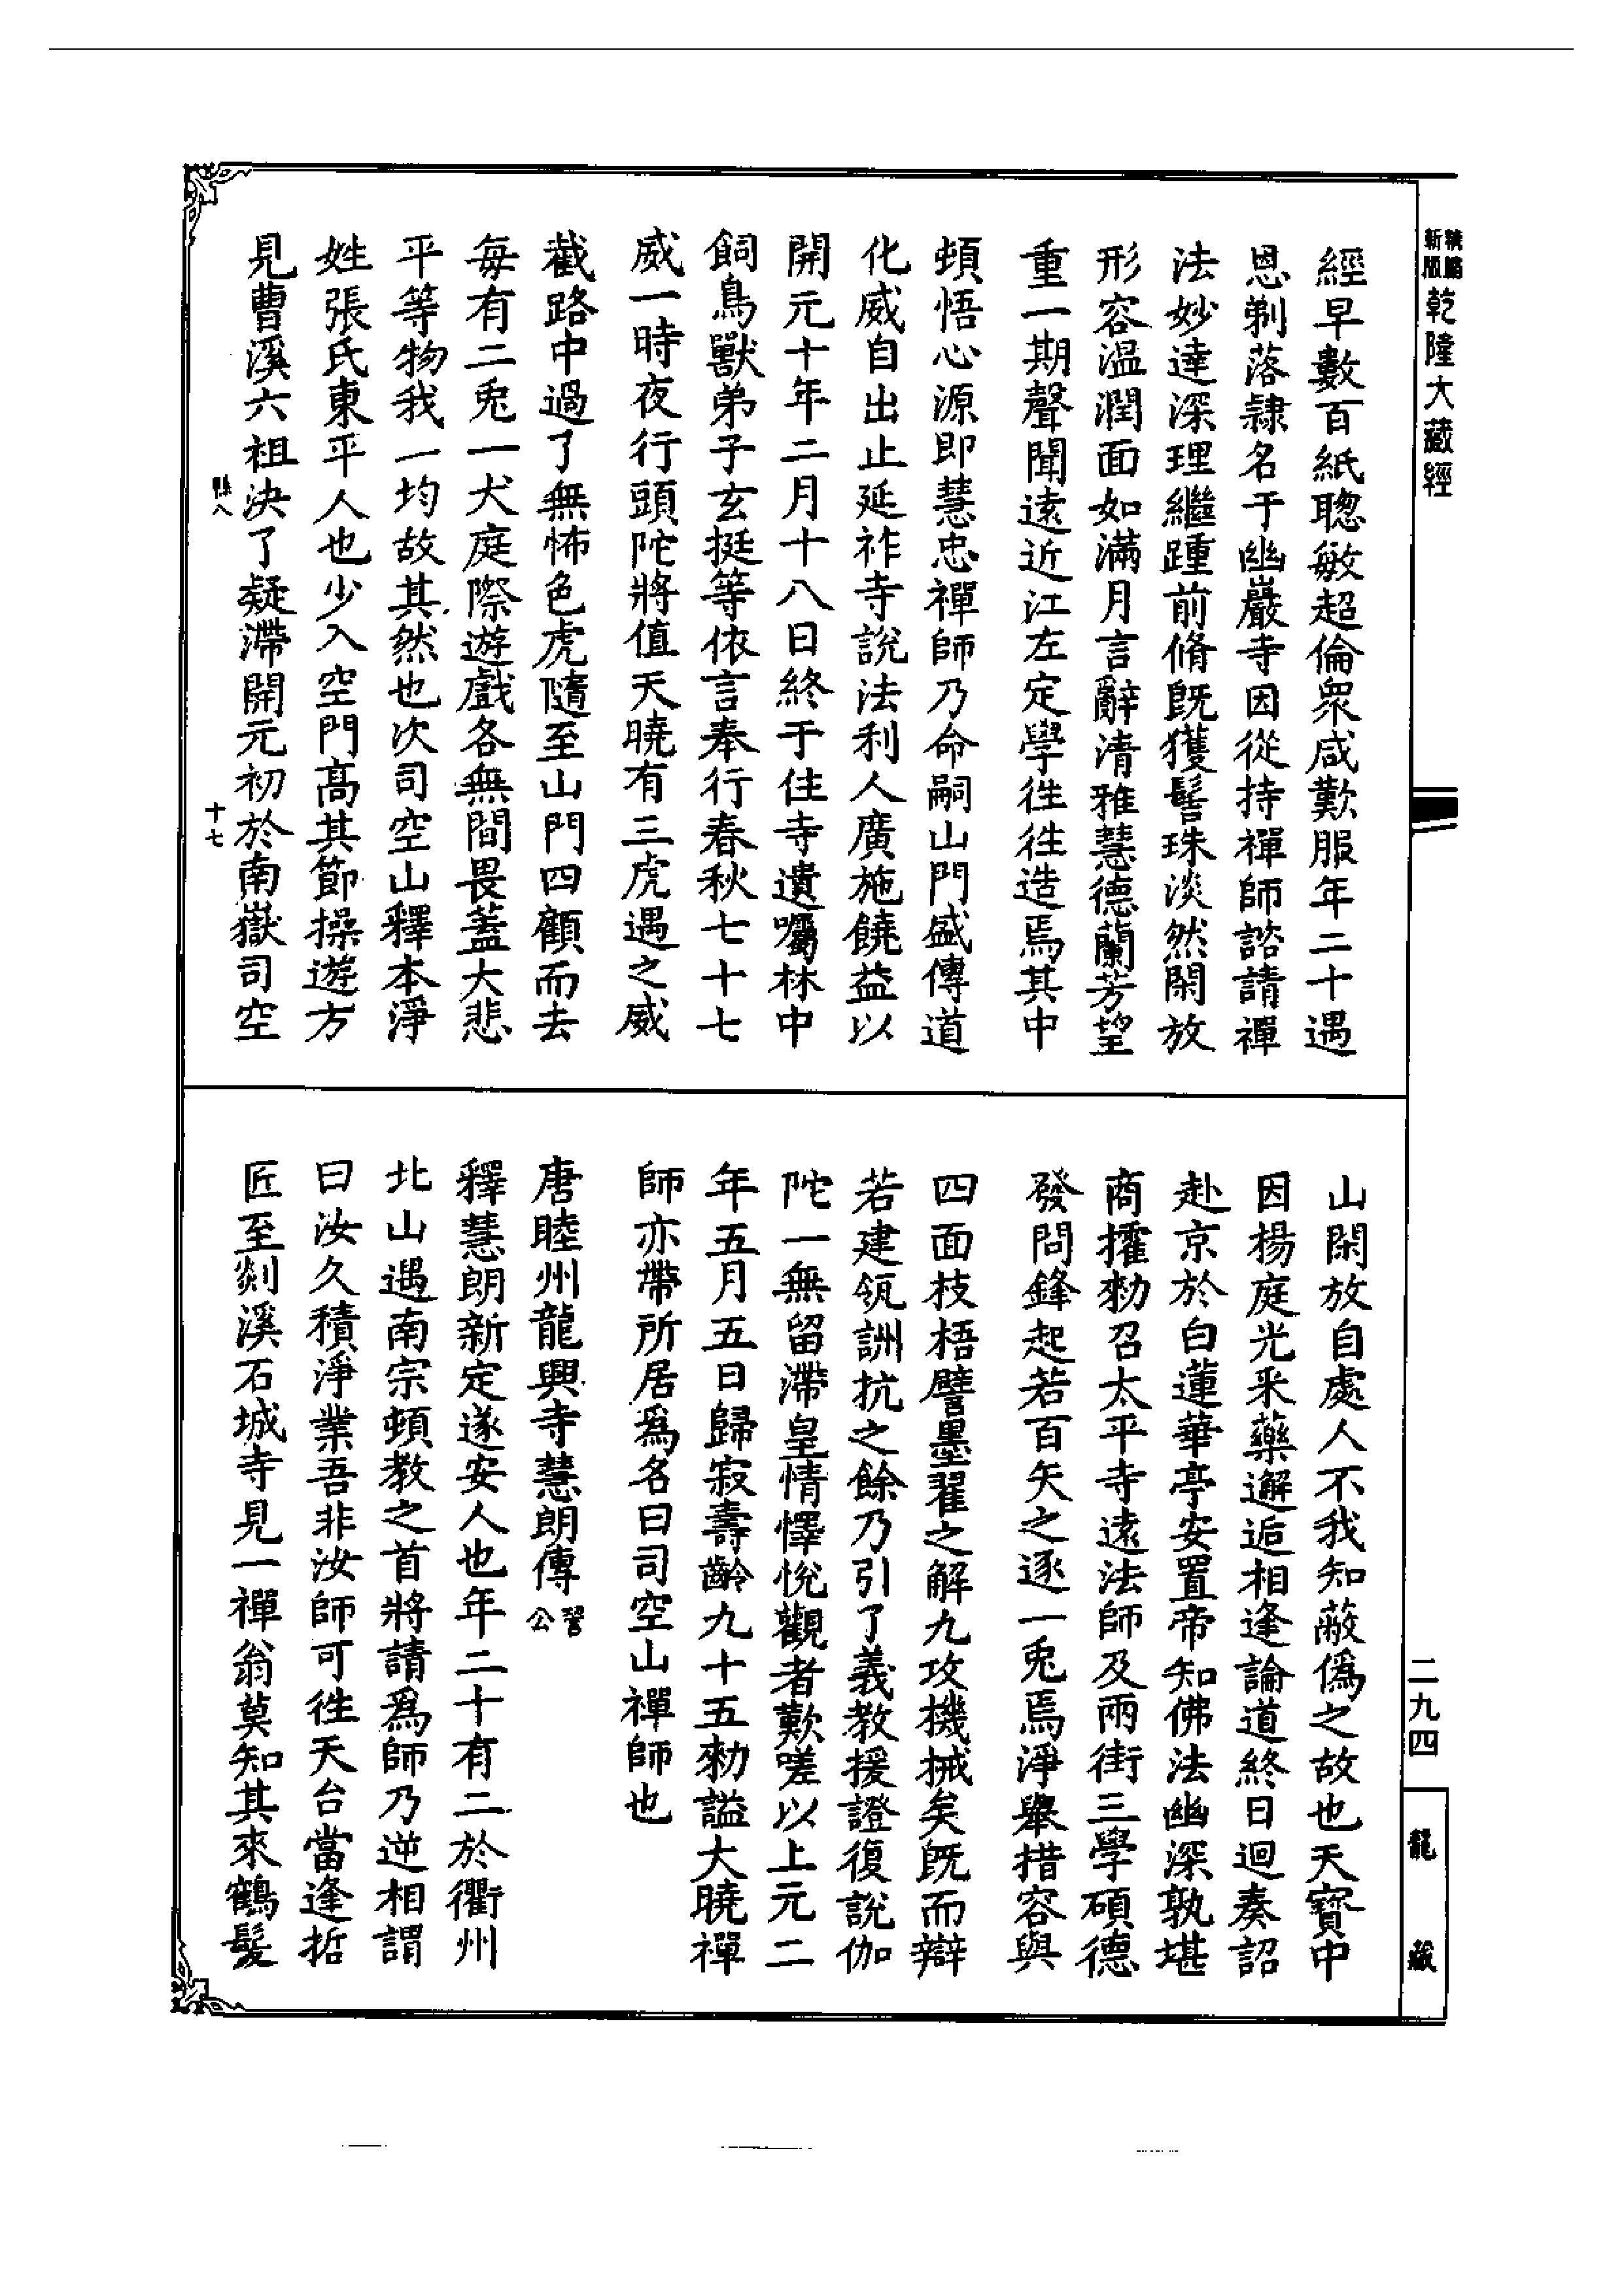 新版精縮
乾隆大藏經
經早數百紙聰敏超倫衆咸歎服年二十遇
恩剃落隷名于幽巖寺因從持禪師諮請禪
法妙達深理繼踵前脩旣獲髻珠淡然閑放
形容溫潤面如滿月言辭清雅慧德蘭芳望
重一期聲聞遠近江左定學徃徃造焉其中
頓悟心源即慧忠禪師乃命嗣山門盛傳道
化威自出止延祚寺說法利人廣施饒益以
開元十年二月十八日終于住寺遺囑林中
飼鳥獸弟子玄挺等依言奉行春秋七十七
威一時夜行頭陀將值天曉有三虎遇之威
截路中過了無怖色虎隨至山門四顧而去
每有二兎一犬庭際遊戲各無間畏蓋大悲
平等物我一均故其然也次司空山釋本淨
姓張氏東平人也少入空門高其節操遊方
見曹溪六祖決了疑滯開元初於南嶽司空
縣八
十七
山閑放自處人不我知蔽僞之故也天寶中
因楊庭光釆藥邂逅相逢論道終日迴奏詔
赴京於白蓮華亭安置帝知佛法幽深孰堪
商搉勑召太平寺遠法師及兩街三學碩德
發問鋒起若百矢之逐一兎焉淨舉措容與
四面枝梧譬墨翟之解九攻機械矣旣而辯
若建瓴詶抗之餘乃引了義教援證復說伽
陀一無留滯皇情懌悅觀者歎嗟以上元二
年五月五日歸寂壽齡九十五勑謚大曉禪
師亦帶所居爲名曰司空山禪師也
唐睦州龍興寺慧朗傳 詧公
釋慧朗新定遂安人也年二十有二於衢州
北山遇南宗頓教之首將請爲師乃逆相謂
曰汝久積淨業吾非汝師可徃天台當逢哲
匠至剡溪石城寺見一禪翁莫知其來鶴髮
二九四
龍藏